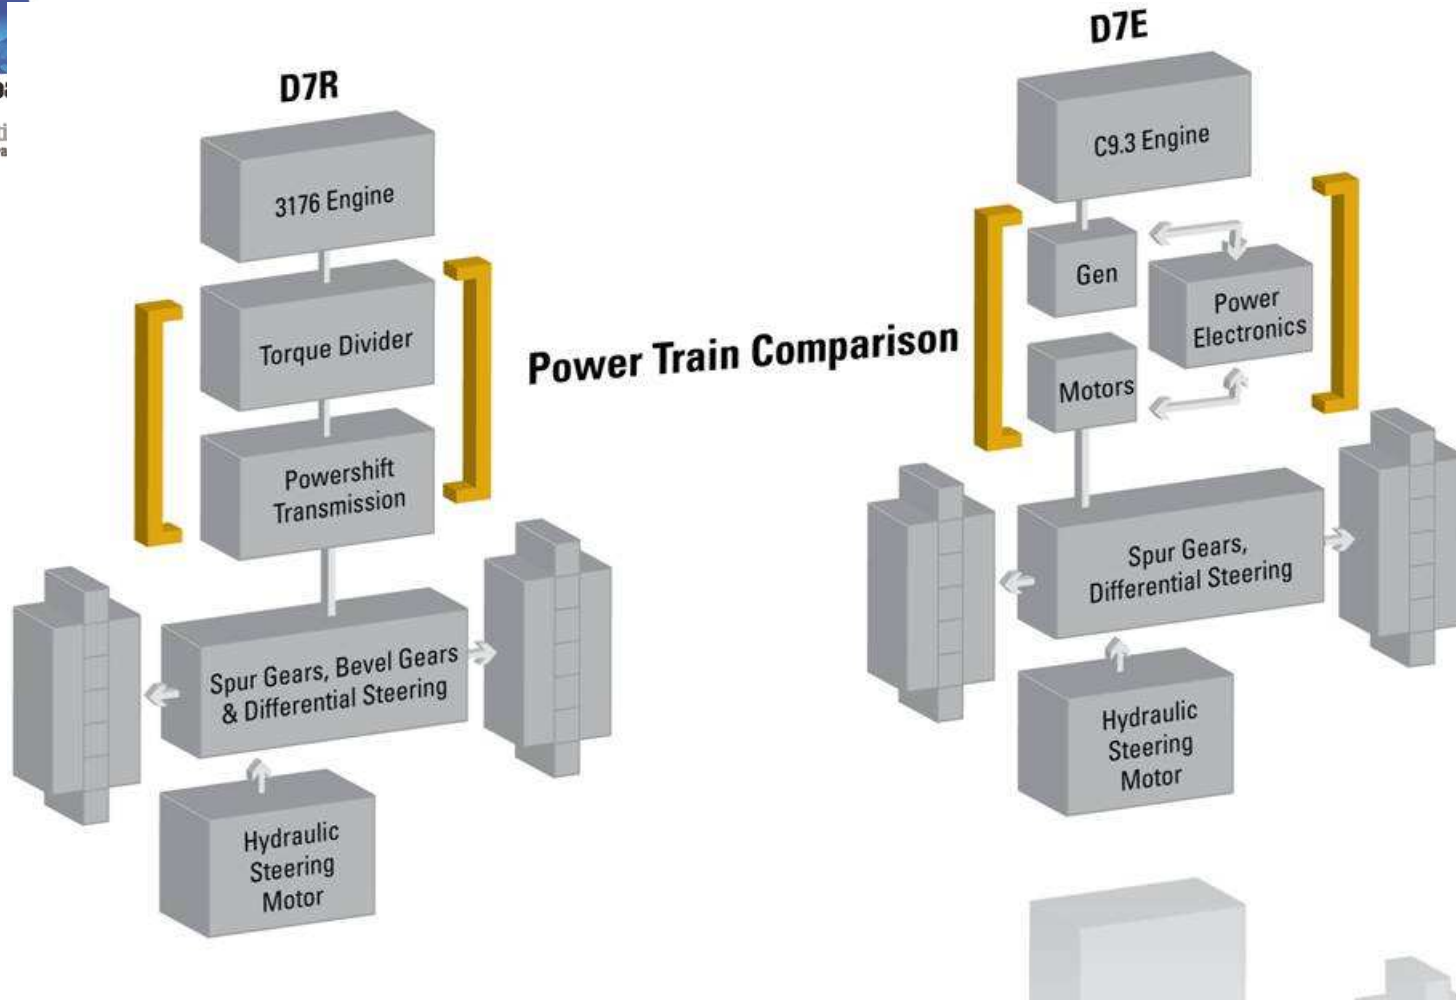 D7R
3176 Engine
Torque Divider
Powershift
Transmission
Spur Gears, Bevel Gears
& Differential Steering
Hydraulic
Steering
Motor
Power Train Comparison
D7E
C9.3 Engine
Gen
Power
Electronics
Motors
Spur Gears,
Differential Steering
Hydraulic
Steering
Motor